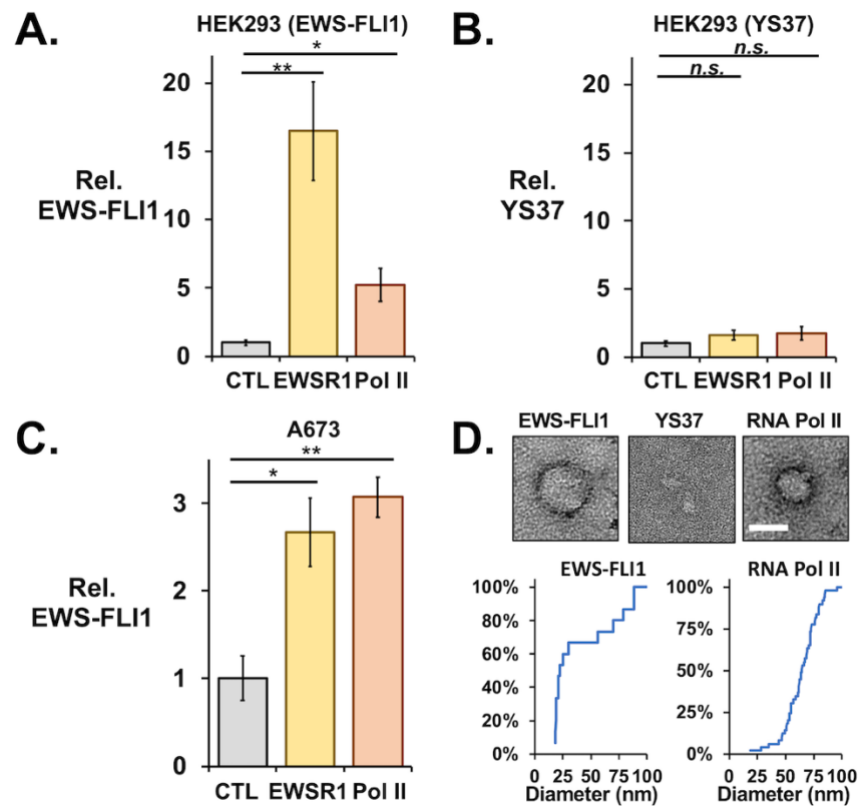 A.
HEK293 (EWS-FLI1)
*
**
20
15
10
5
0
Rel.
EWS-FLI1
CTL EWSR1 Pol II
B.
HEK293 (YS37)
n.s.
n.s.
20
15
10
5
0
Rel.
YS37
CTL EWSR1 Pol II
C.
A673
**
*
3
2
1
0
Rel.
EWS-FLI1
CTL EWSR1 Pol II
D.
EWS-FLI1 YS37 RNA Pol II
EWS-FLI1
100%
80%
60%
40%
20%
0%
0 25 50 75 100
Diameter (nm)
RNA Pol II
100%
75%
50%
25%
0%
0 25 50 75 100
Diameter (nm)